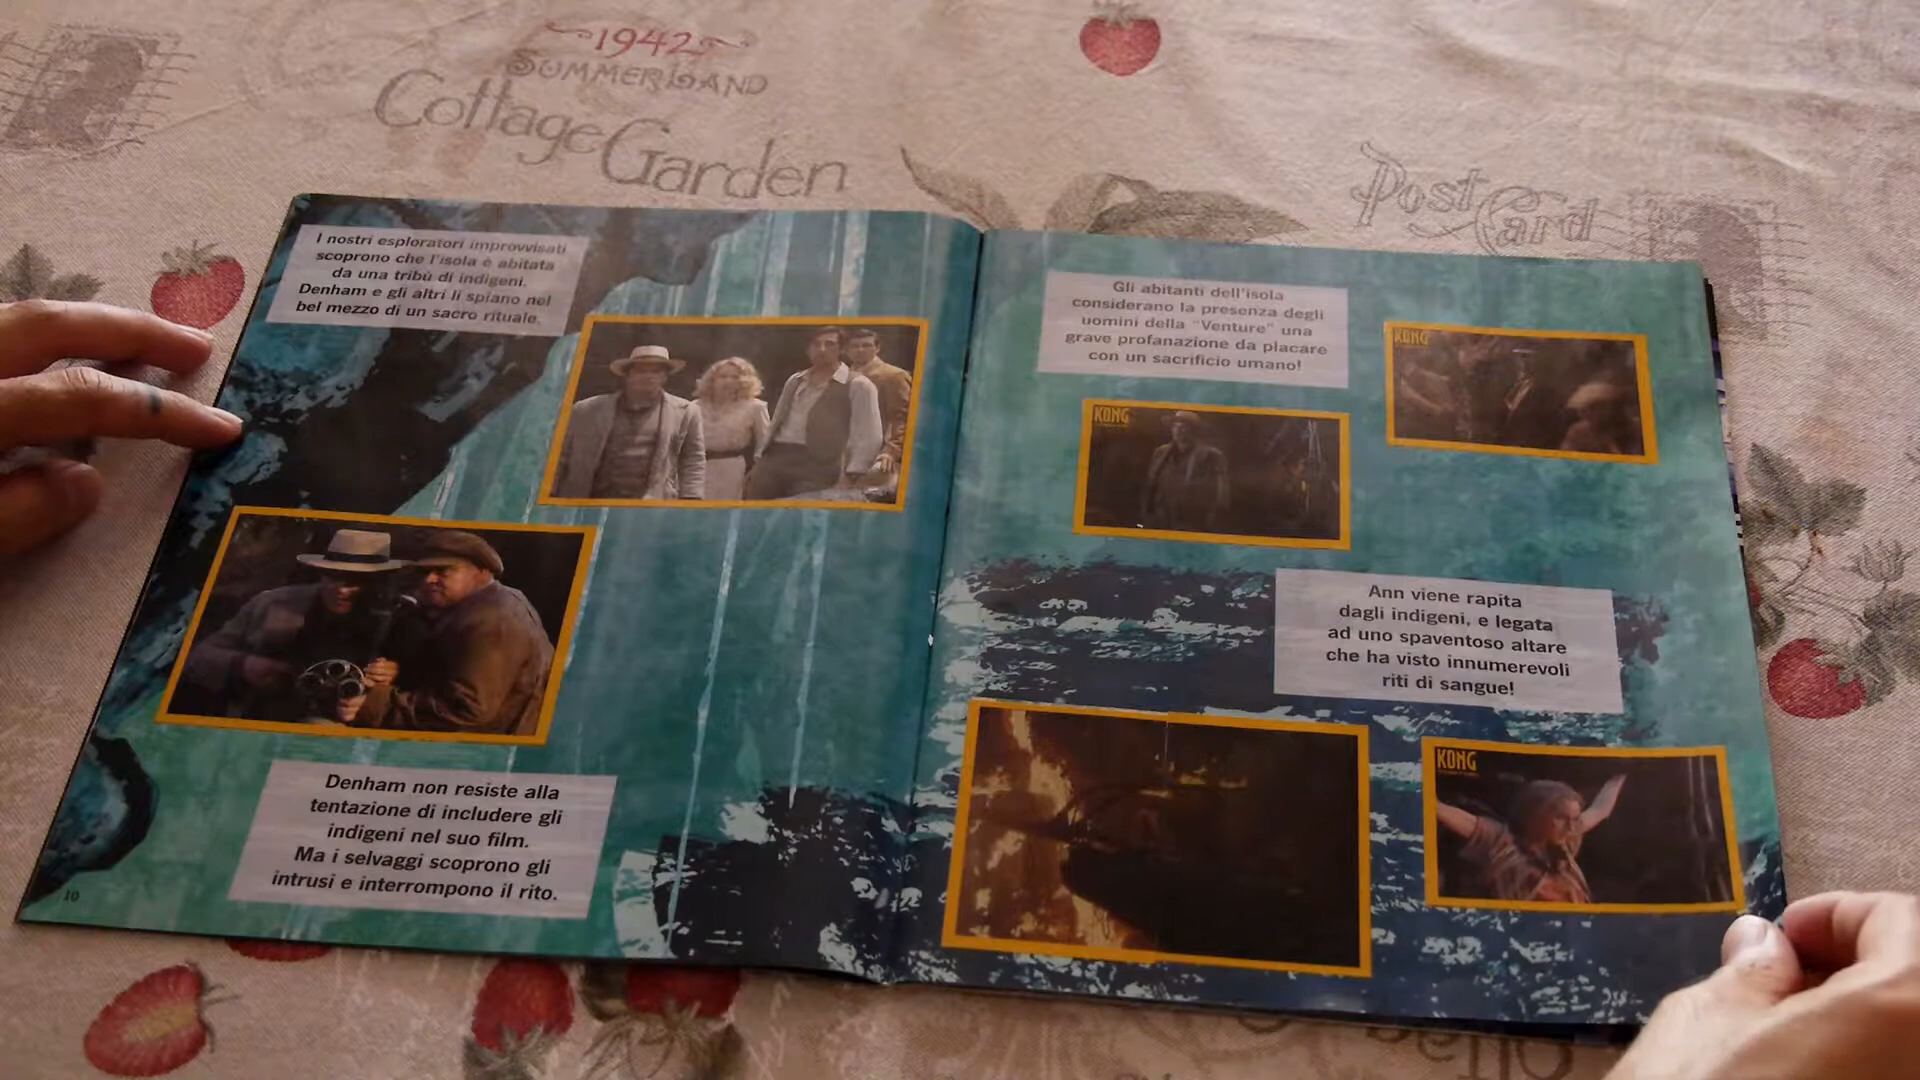 1942
SUMMERLAND
Cottage Garden
Post Card
I nostri esploratori improvvisati
scoprono che l'isola è abitata
da una tribù di indigeni.
Denham e gli altri li spiano nel
bel mezzo di un sacro rituale.
Denham non resiste alla
tentazione di includere gli
indigeni nel suo film.
Ma i selvaggi scoprono gli
intrusi e interrompono il rito.
10
Gli abitanti dell'isola
considerano la presenza degli
uomini della "Venture" una
grave profanazione da placare
con un sacrificio umano!
KONG
KONG
Ann viene rapita
dagli indigeni, e legata
ad uno spaventoso altare
che ha visto innumerevoli
riti di sangue!
KONG